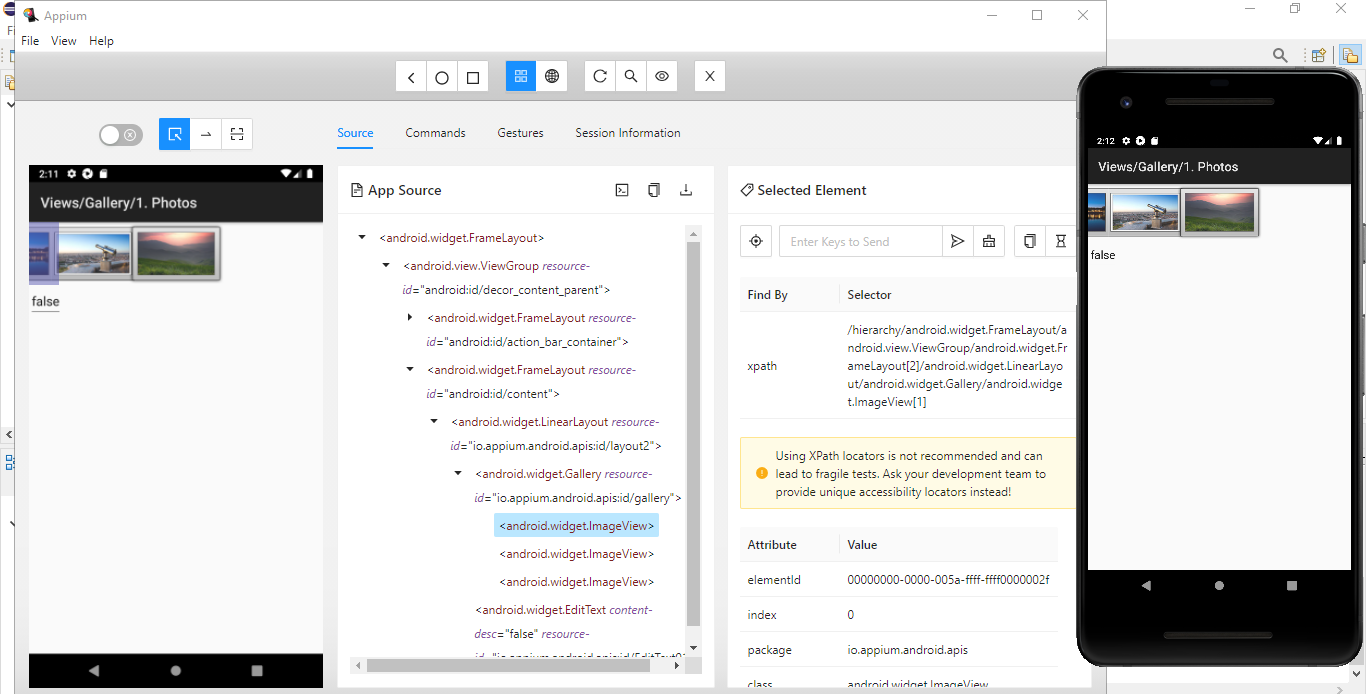 Appium
File View Help
Source Commands Gestures Session Information
2:11
Views/Gallery/1. Photos
false
App Source
<android.widget.FrameLayout>
<android.view.ViewGroup resource-
id="android:id/decor_content_parent">
<android.widget.FrameLayout resource-
id="android:id/action_bar_container">
<android.widget.FrameLayout resource-
id="android:id/content">
<android.widget.LinearLayout resource-
id="io.appium.android.apis:id/layout2">
<android.widget.Gallery resource-
id="io.appium.android.apis:id/gallery">
<android.widget.ImageView>
<android.widget.ImageView>
<android.widget.ImageView>
<android.widget.EditText content-
desc="false" resource-
Selected Element
Enter Keys to Send
Find By Selector
xpath
/hierarchy/android.widget.FrameLayout/a
ndroid.view.ViewGroup/android.widget.Fr
ameLayout[2]/android.widget.LinearLayo
ut/android.widget.Gallery/android.widge
t.ImageView[1]
Using XPath locators is not recommended and can
lead to fragile tests. Ask your development team to
provide unique accessibility locators instead!
Attribute Value
elementId 00000000-0000-005a-ffff-ffff0000002f
index 0
package io.appium.android.apis
class android.widget.ImageView
2:12
Views/Gallery/1. Photos
false